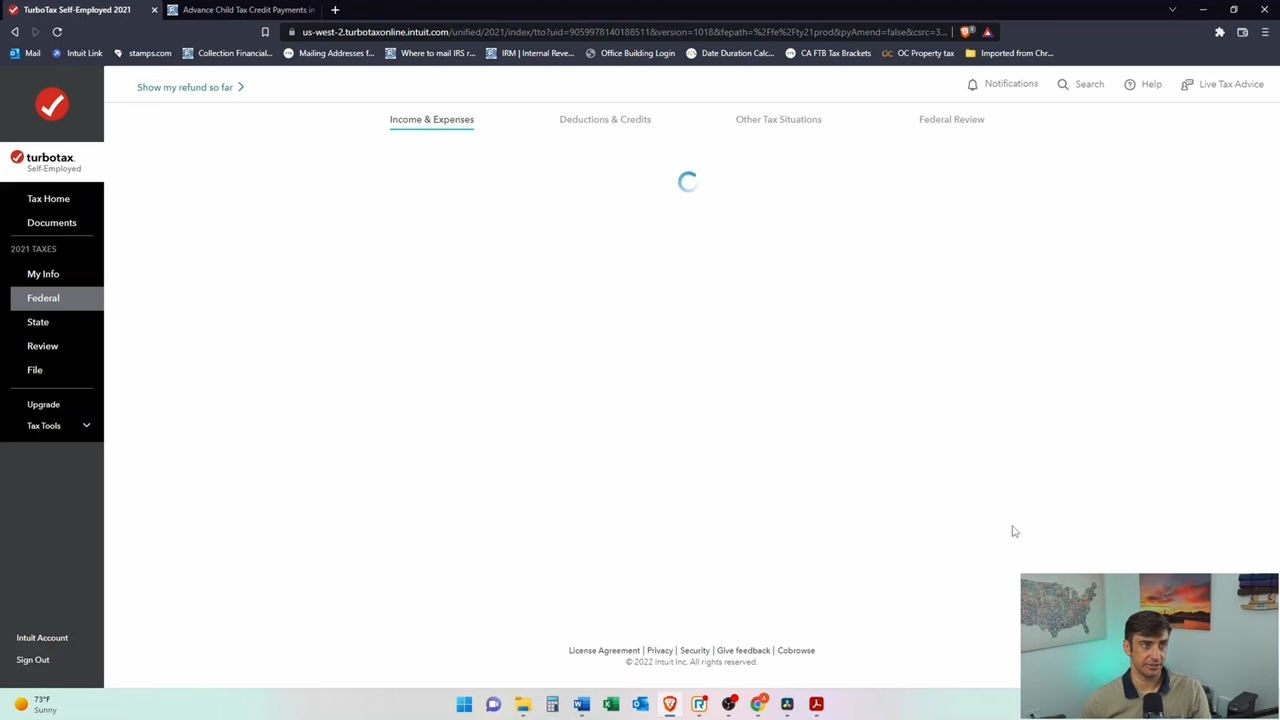 TurboTax Self-Employed 2021
Advance Child Tax Credit Payments in
us-west-2.turbotaxonline.intuit.com/unified/2021/index/tto?uid=9059978140188511&version=1018&fepath=%2Ffe%2Fty21prod&pyAmend=false&csrc=3...
Mail
Intuit Link
stamps.com
Collection Financial...
Mailing Addresses f...
Where to mail IRS r...
IRM | Internal Reve...
Office Building Login
Date Duration Calc...
CA FTB Tax Brackets
OC Property tax
Imported from Chr...
Show my refund so far
Notifications
Search
Help
Live Tax Advice
Income & Expenses
Deductions & Credits
Other Tax Situations
Federal Review
turbotax
Self-Employed
Tax Home
Documents
2021 TAXES
My Info
Federal
State
Review
File
Upgrade
Tax Tools
Intuit Account
Sign Out
License Agreement | Privacy | Security | Give feedback | Cobrowse
© 2022 Intuit Inc. All rights reserved.
73°F
Sunny